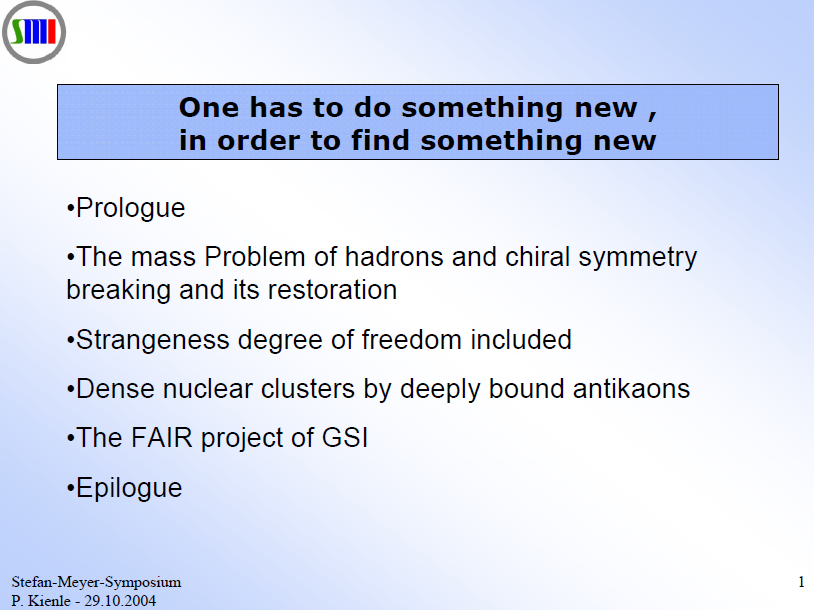 SMI
One has to do something new ,
in order to find something new
•Prologue
•The mass Problem of hadrons and chiral symmetry
breaking and its restoration
•Strangeness degree of freedom included
•Dense nuclear clusters by deeply bound antikaons
•The FAIR project of GSI
•Epilogue
Stefan-Meyer-Symposium
P. Kienle - 29.10.2004
1